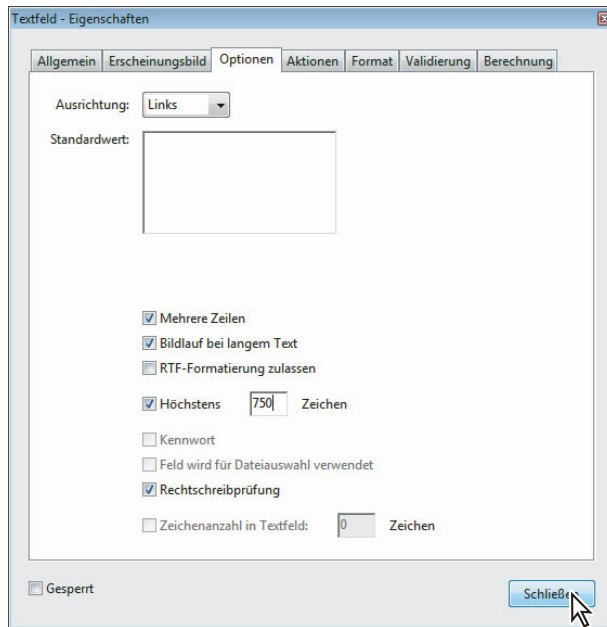 Textfeld - Eigenschaften
Allgemein Erscheinungsbild Optionen Aktionen Format Validierung Berechnung
Ausrichtung: Links
Standardwert:
Mehrere Zeilen
Bildlauf bei langem Text
RTF-Formatierung zulassen
Höchstens 750 Zeichen
Kennwort
Feld wird für Dateiauswahl verwendet
Rechtschreibprüfung
Zeichenanzahl in Textfeld: 0 Zeichen
Gesperrt
Schließen